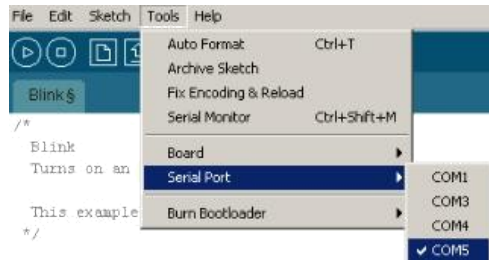 File Edit Sketch Tools Help
Auto Format Ctrl+T
Archive Sketch
Fix Encoding & Reload
Serial Monitor Ctrl+Shift+M
Board
Serial Port
Burn Bootloader
COM1
COM3
COM4
COM5
Blink§
/*
Blink
Turns on an
This example
*/